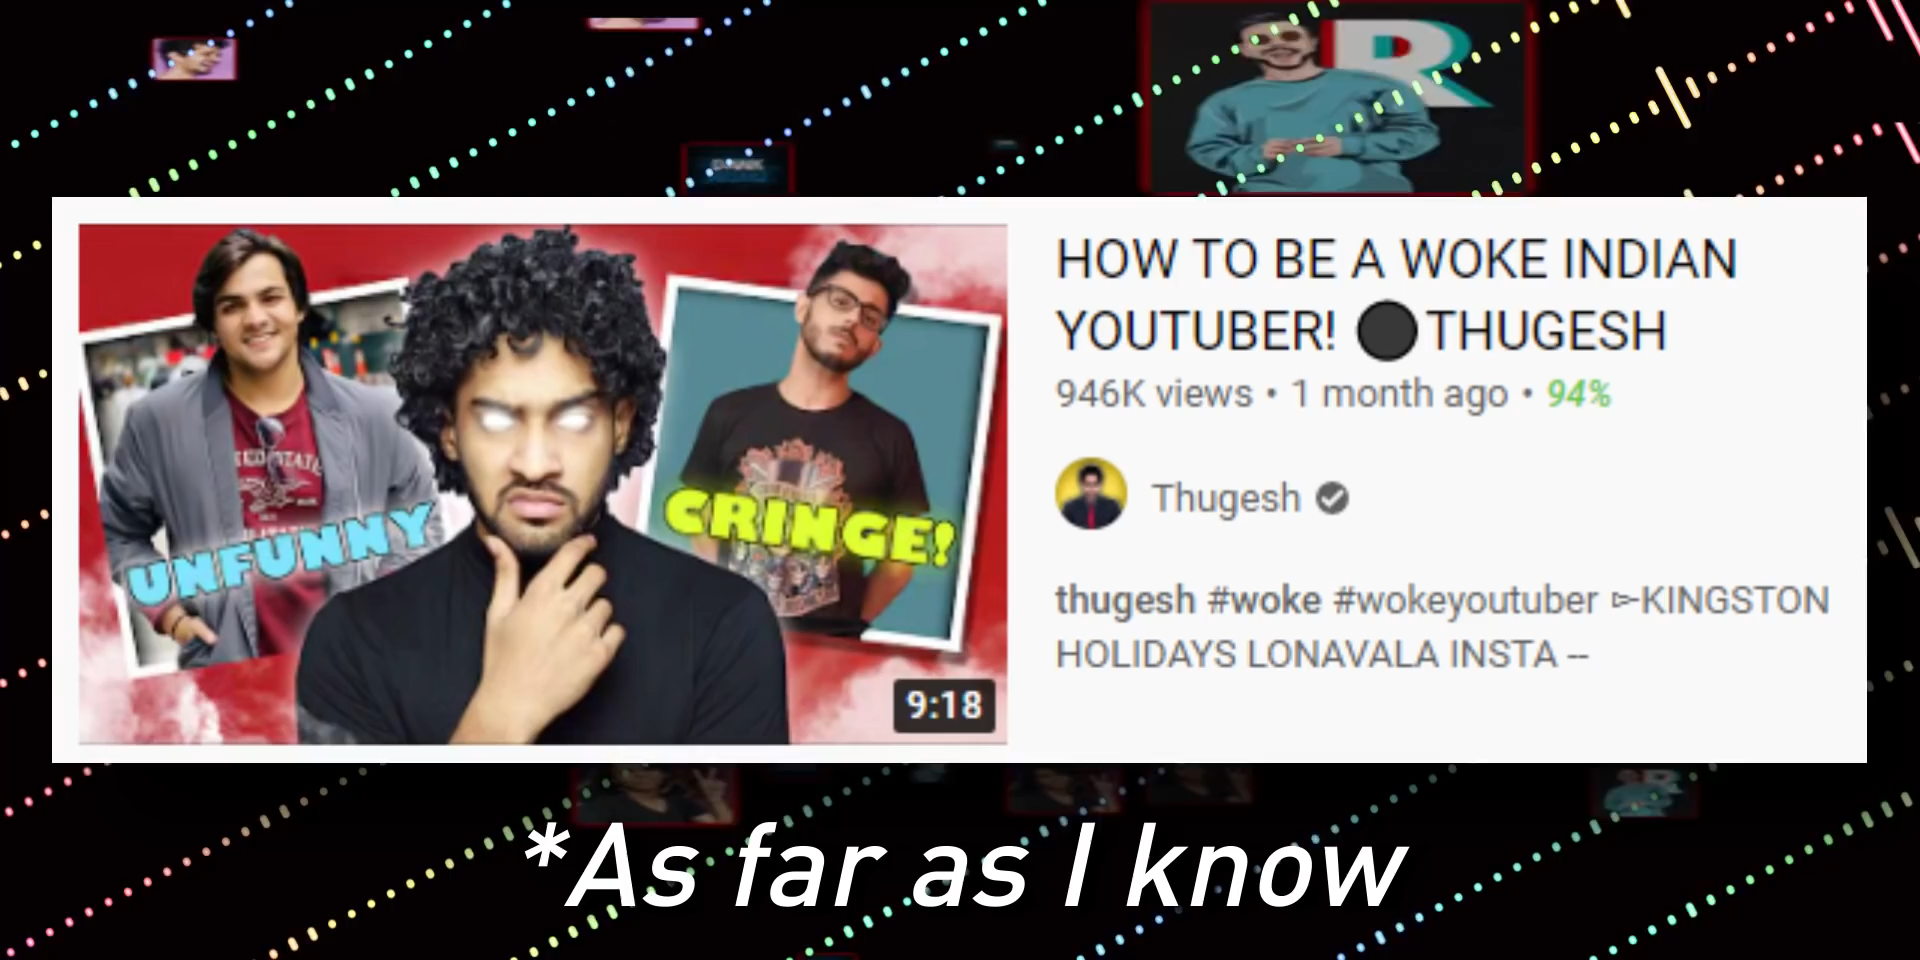 R
UNFUNNY
CRINGE!
9:18
HOW TO BE A WOKE INDIAN
YOUTUBER! ⚫THUGESH
946K views • 1 month ago • 94%
Thugesh
thugesh #woke #wokeyoutuber ▻KINGSTON
HOLIDAYS LONAVALA INSTA --
*As far as I know